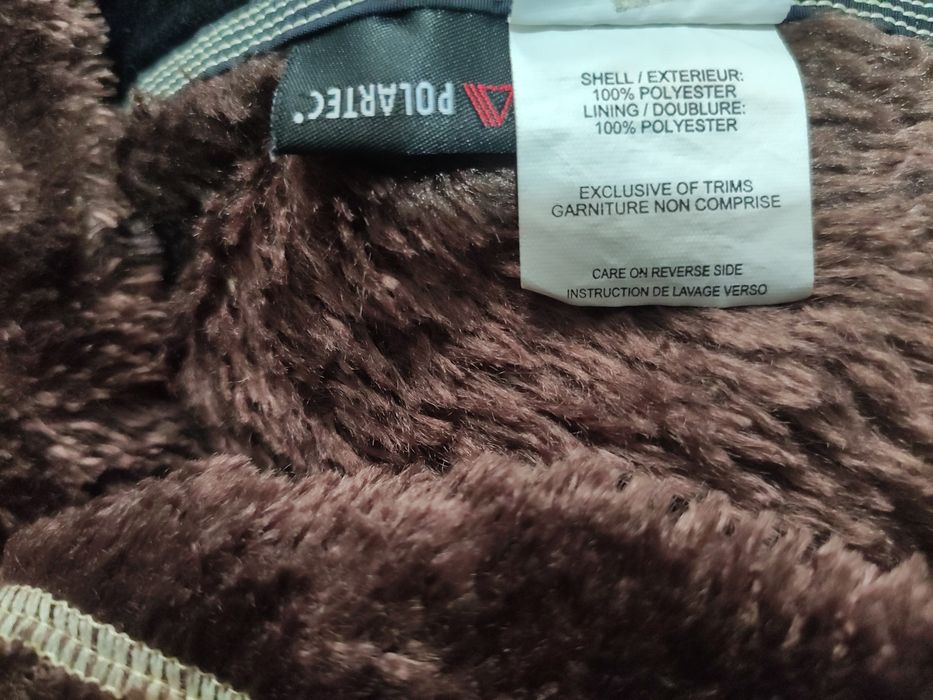 POLARTEC®
SHELL / EXTERIEUR:
100% POLYESTER
LINING / DOUBLURE:
100% POLYESTER
EXCLUSIVE OF TRIMS
GARNITURE NON COMPRISE
CARE ON REVERSE SIDE
INSTRUCTION DE LAVAGE VERSO